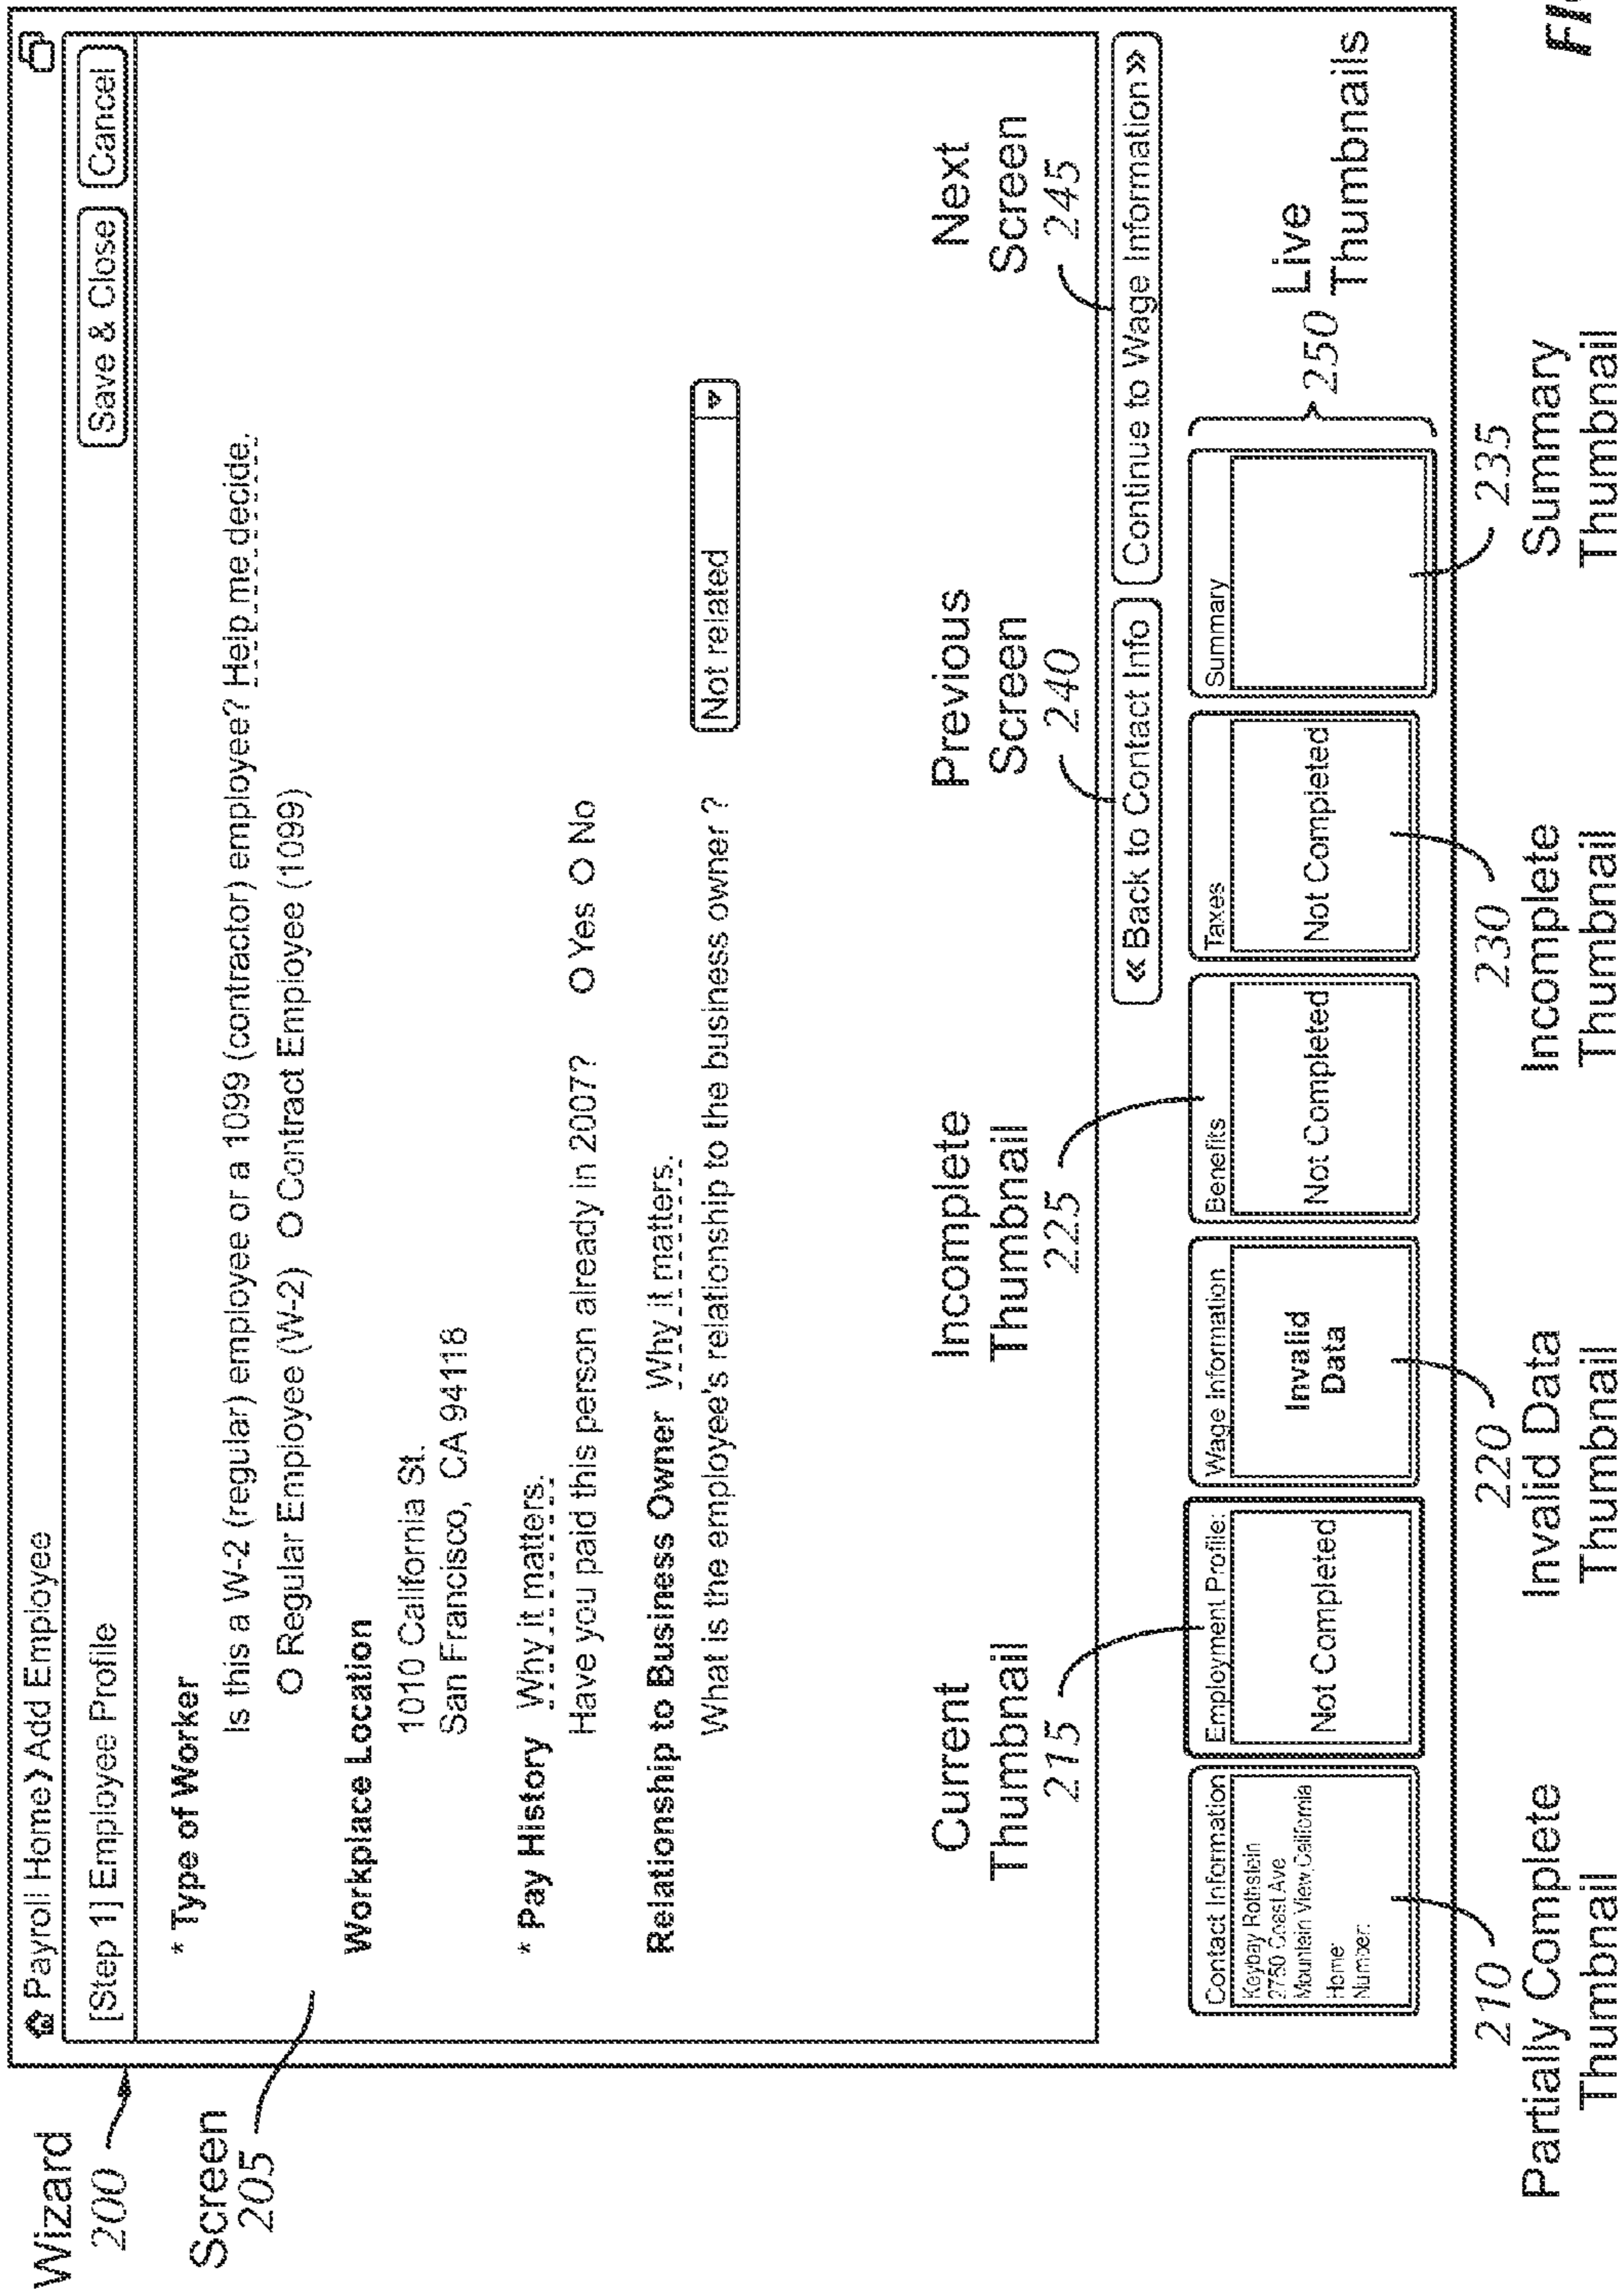 Wizard
200
Payroll Home> Add Employee
[Step 1] Employee Profile
Save & Close
Cancel
Screen
205
* Type of Worker
Is this a W-2 (regular) employee or a 1099 (contractor) employee? Help me decide.
O Regular Employee (W-2) O Contract Employee (1099)
Workplace Location
1010 California St.
San Francisco, CA 94118
* Pay History Why it matters.
Have you paid this person already in 2007? O Yes O No
Relationship to Business Owner Why it matters.
What is the employee's relationship to the business owner ?
Not related
Current
Thumbnail
215
Incomplete
Thumbnail
225
Previous
Screen
240
Next
Screen
245
« Back to Contact Info
Continue to Wage Information »
Contact Information
Keybay Rothstein
2750 Coast Ave
Mountain View, California
Home:
Number:
Employment Profile:
Not Completed
Wage Information
Invalid
Data
Benefits
Not Completed
Taxes
Not Completed
Summary
250
Live
Thumbnails
210
Partially Complete
Thumbnail
220
Invalid Data
Thumbnail
230
Incomplete
Thumbnail
235
Summary
Thumbnail